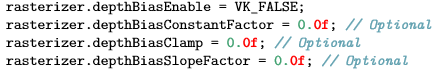 rasterizer.depthBiasEnable = VK_FALSE;
rasterizer.depthBiasConstantFactor = 0.0f; // Optional
rasterizer.depthBiasClamp = 0.0f; // Optional
rasterizer.depthBiasSlopeFactor = 0.0f; // Optional